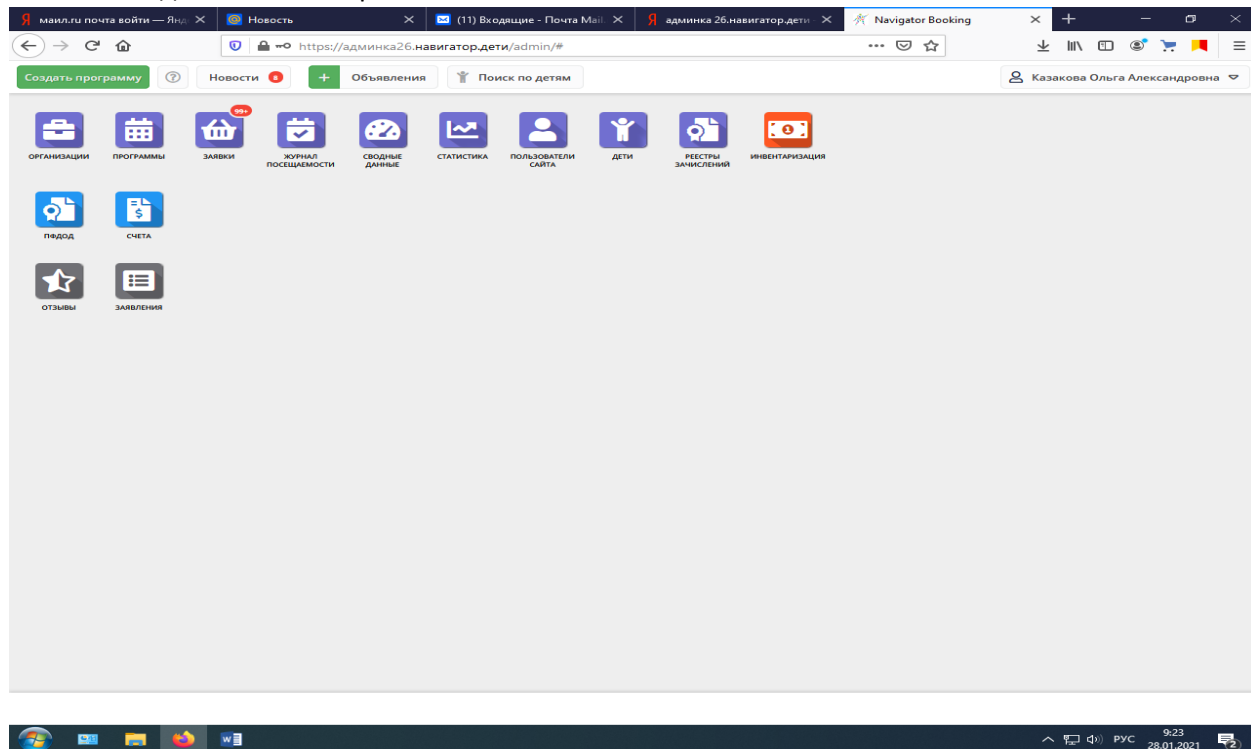 маил.ru почта войти — Янд
Новость
(11) Входящие - Почта Mail.
админка 26.навигатор.дети -
Navigator Booking
https://админка26.навигатор.дети/admin/#
Создать программу
Новости 8
Объявления
Поиск по детям
Казакова Ольга Александровна
99+
ОРГАНИЗАЦИИ
ПРОГРАММЫ
ЗАЯВКИ
ЖУРНАЛ
ПОСЕЩАЕМОСТИ
СВОДНЫЕ
ДАННЫЕ
СТАТИСТИКА
ПОЛЬЗОВАТЕЛИ
САЙТА
ДЕТИ
РЕЕСТРЫ
ЗАЧИСЛЕНИЙ
ИНВЕНТАРИЗАЦИЯ
ПФДОД
СЧЕТА
ОТЗЫВЫ
ЗАЯВЛЕНИЯ
РУС
9:23
28.01.2021
2